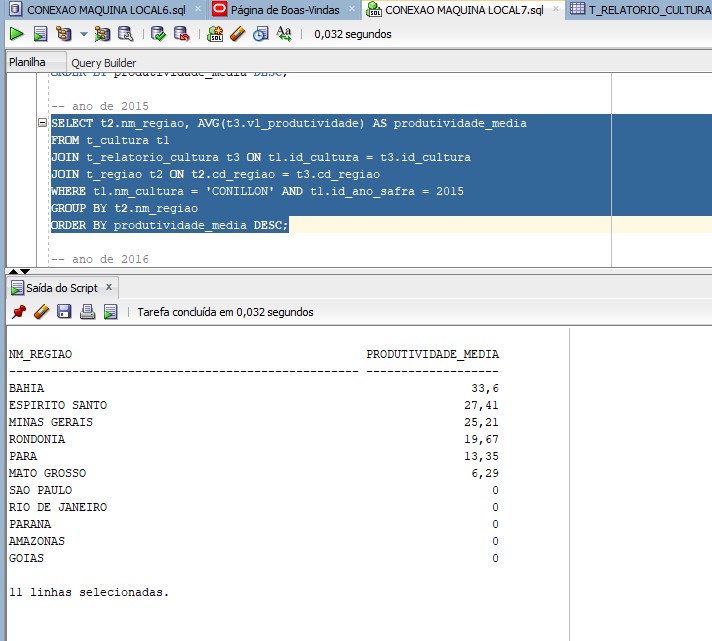 CONEXAO MAQUINA LOCAL6.sql
Página de Boas-Vindas
CONEXAO MAQUINA LOCAL7.sql
T_RELATORIO_CULTURA
SQL
Aa
0,032 segundos
Planilha
Query Builder
ORDER BY produtividade_media DESC;
-- ano de 2015
SELECT t2.nm_regiao, AVG(t3.vl_produtividade) AS produtividade_media
FROM t_cultura t1
JOIN t_relatorio_cultura t3 ON t1.id_cultura = t3.id_cultura
JOIN t_regiao t2 ON t2.cd_regiao = t3.cd_regiao
WHERE t1.nm_cultura = 'CONILLON' AND t1.id_ano_safra = 2015
GROUP BY t2.nm_regiao
ORDER BY produtividade_media DESC;
-- ano de 2016
Saída do Script x
Tarefa concluída em 0,032 segundos
NM_REGIAO PRODUTIVIDADE_MEDIA
-------------------------------------------------- -------------------
BAHIA 33,6
ESPIRITO SANTO 27,41
MINAS GERAIS 25,21
RONDONIA 19,67
PARA 13,35
MATO GROSSO 6,29
SAO PAULO 0
RIO DE JANEIRO 0
PARANA 0
AMAZONAS 0
GOIAS 0
11 linhas selecionadas.